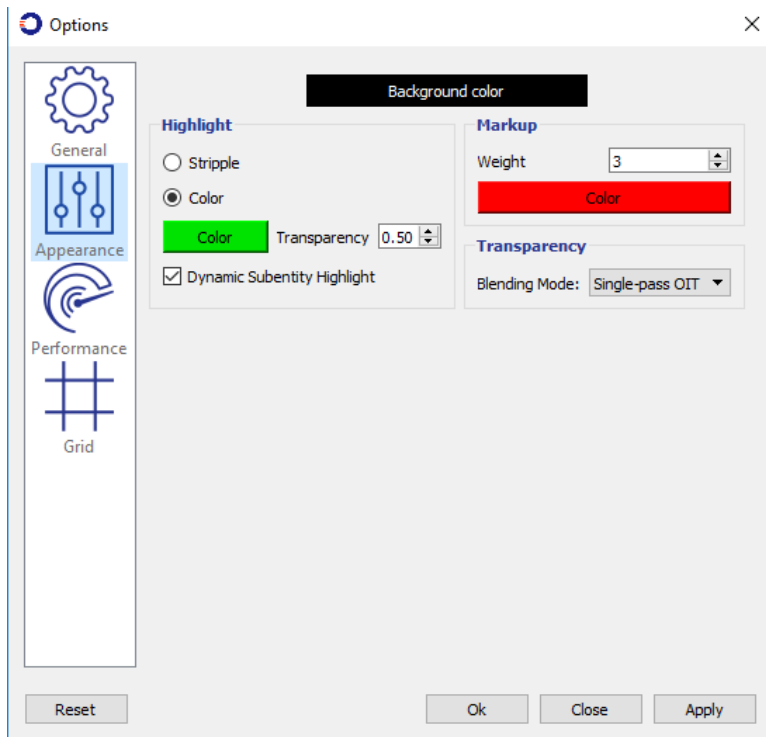 Options
General
Appearance
Performance
Grid
Background color
Highlight
Stripple
Color
Color Transparency 0.50
Dynamic Subentity Highlight
Markup
Weight 3
Color
Transparency
Blending Mode: Single-pass OIT
Reset Ok Close Apply